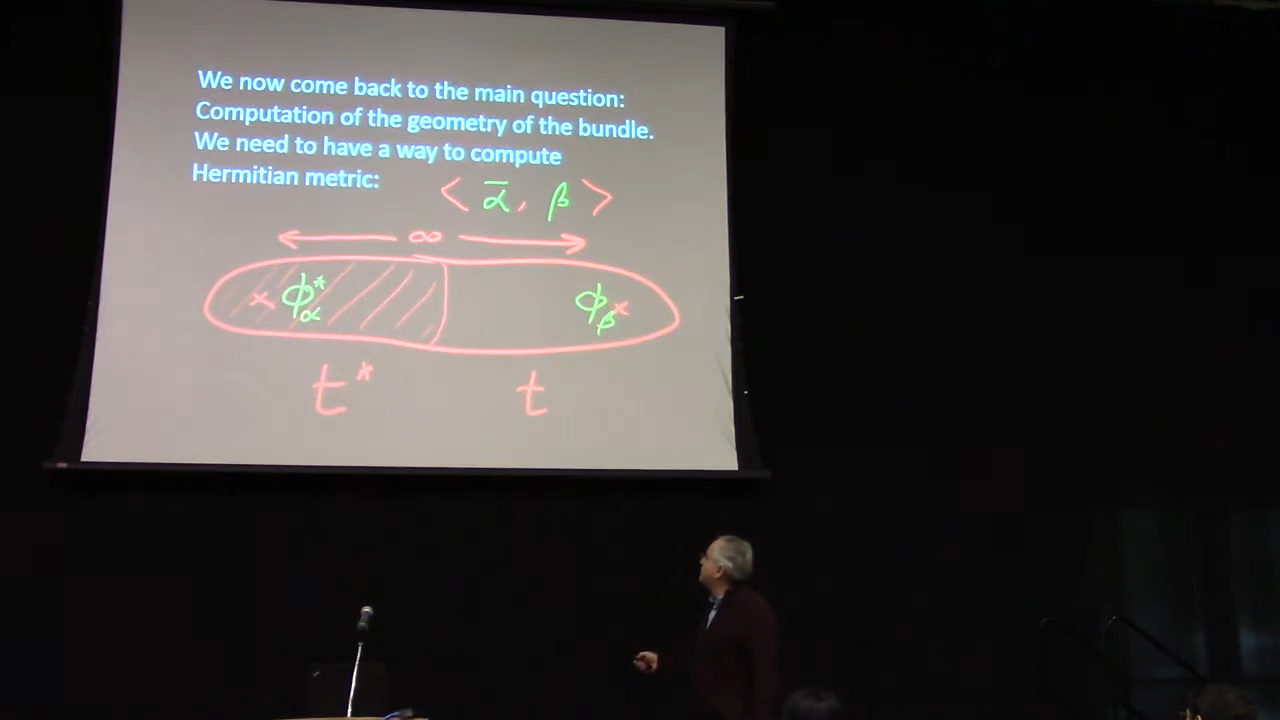 We now come back to the main question:
Computation of the geometry of the bundle.
We need to have a way to compute
Hermitian metric:
< ᾱ, β >
∞
ϕ*α ϕβ
t* t